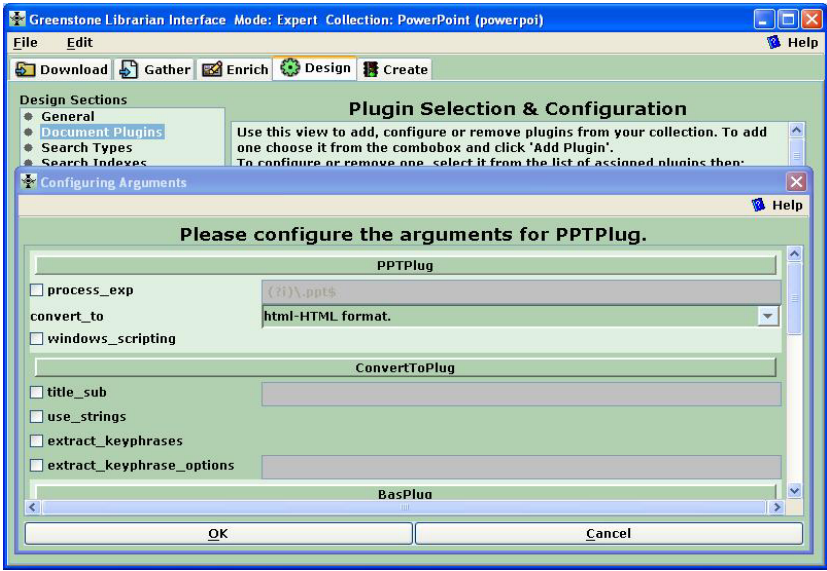 Greenstone Librarian Interface  Mode: Expert  Collection: PowerPoint (powerpoi)
File Edit Help
Download Gather Enrich Design Create
Design Sections
General
Document Plugins
Search Types
Search Indexes
Plugin Selection & Configuration
Use this view to add, configure or remove plugins from your collection. To add
one choose it from the combobox and click 'Add Plugin'.
To configure or remove one, select it from the list of assigned plugins then:
Configuring Arguments
Help
Please configure the arguments for PPTPlug.
PPTPlug
process_exp (?i)\.ppt$
convert_to html-HTML format.
windows_scripting
ConvertToPlug
title_sub
use_strings
extract_keyphrases
extract_keyphrase_options
BasPlug
OK Cancel